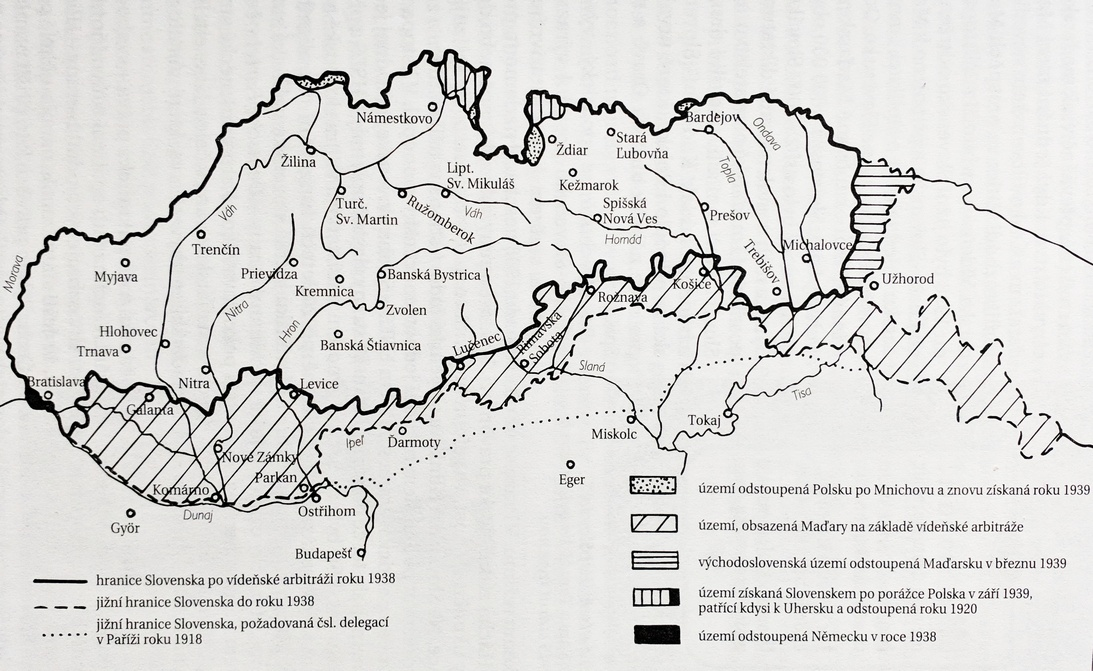 Námestkovo
Bardejov
Ondava
Žilina
Ždiar
Stará
Ľubovňa
Lipt.
Sv. Mikuláš
Kežmarok
Topla
Turč.
Sv. Martin
Ružomberok
Váh
Váh
Spišská
Nová Ves
Prešov
Hornád
Trenčín
Michalovce
Morava
Myjava
Prievidza
Banská Bystrica
Trebišov
Kremnica
Košice
Užhorod
Rožnava
Nitra
Zvolen
Hron
Hlohovec
Trnava
Banská Štiavnica
Lučenec
Rimavská
Sobota
Slaná
Bratislava
Nitra
Levice
Galanta
Tisa
Miskolc
Tokaj
Ipeľ
Ďarmoty
Nové Zámky
Parkan
Eger
Komárno
Dunaj
Ostřihom
Györ
Budapešť
hranice Slovenska po vídeňské arbitráži roku 1938
jižní hranice Slovenska do roku 1938
jižní hranice Slovenska, požadovaná čsl. delegací
v Paříži roku 1918
území odstoupená Polsku po Mnichovu a znovu získaná roku 1939
území, obsazená Maďary na základě vídeňské arbitráže
východoslovenská území odstoupená Maďarsku v březnu 1939
území získaná Slovenskem po porážce Polska v září 1939,
patřící kdysi k Uhersku a odstoupená roku 1920
území odstoupená Německu v roce 1938